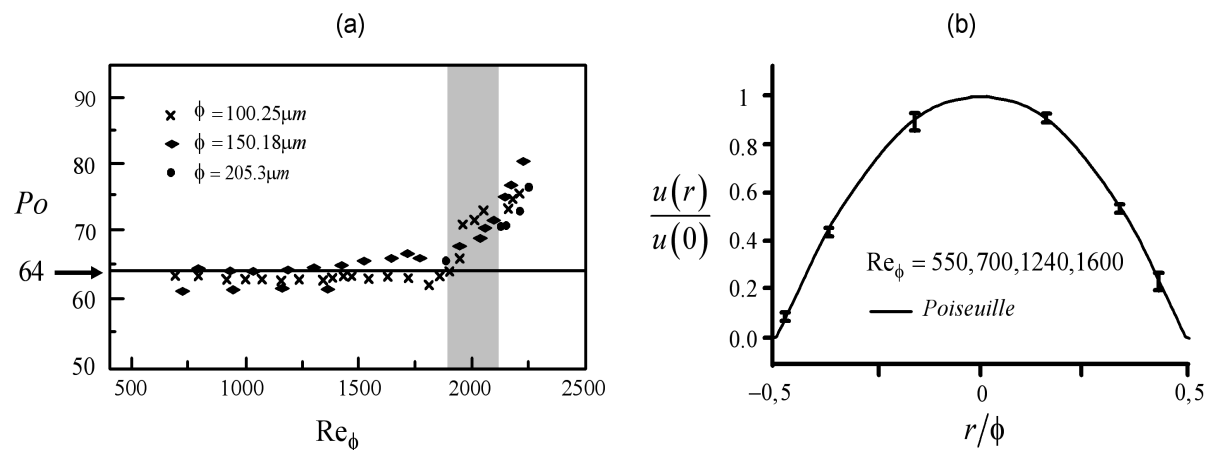 (a)
90
80
70
60
50
Po
64
ϕ = 100.25μm
ϕ = 150.18μm
ϕ = 205.3μm
500 1000 1500 2000 2500
Reϕ
(b)
1
0.8
0.6
0.4
0.2
0.0
u(r)
u(0)
Reϕ = 550,700,1240,1600
Poiseuille
–0,5 0 0,5
r/ϕ